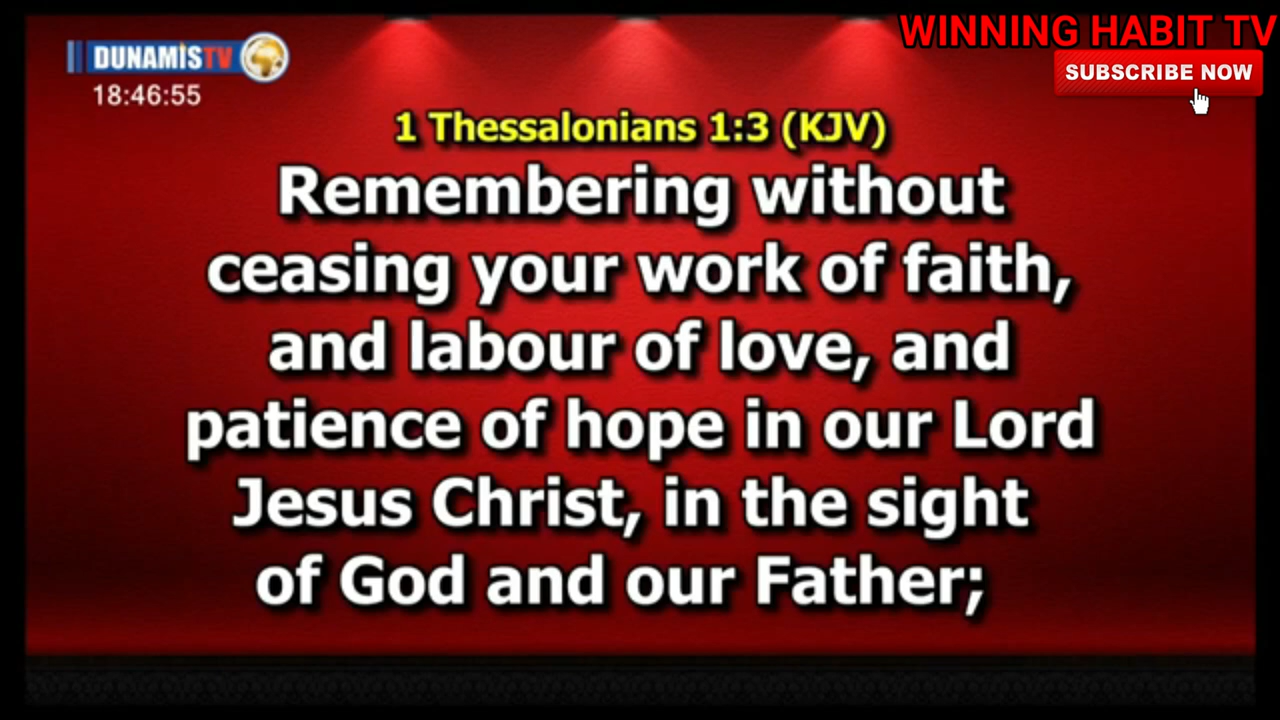 WINNING HABIT TV
DUNAMISTV
SUBSCRIBE NOW
18:46:55
1 Thessalonians 1:3 (KJV)
Remembering without
ceasing your work of faith,
and labour of love, and
patience of hope in our Lord
Jesus Christ, in the sight
of God and our Father;